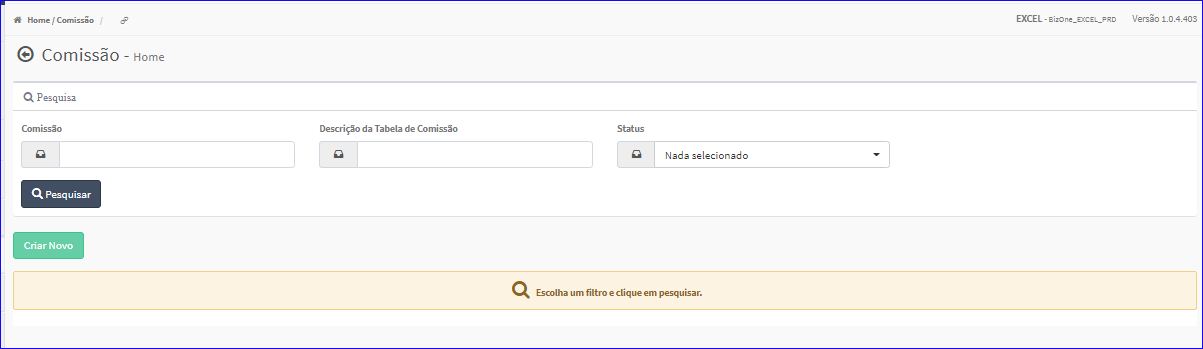 Home / Comissão /
EXCEL - BizOne_EXCEL_PRD Versão 1.0.4.403
Comissão - Home
Pesquisa
Comissão Descrição da Tabela de Comissão Status
Nada selecionado
Pesquisar
Criar Novo
Escolha um filtro e clique em pesquisar.